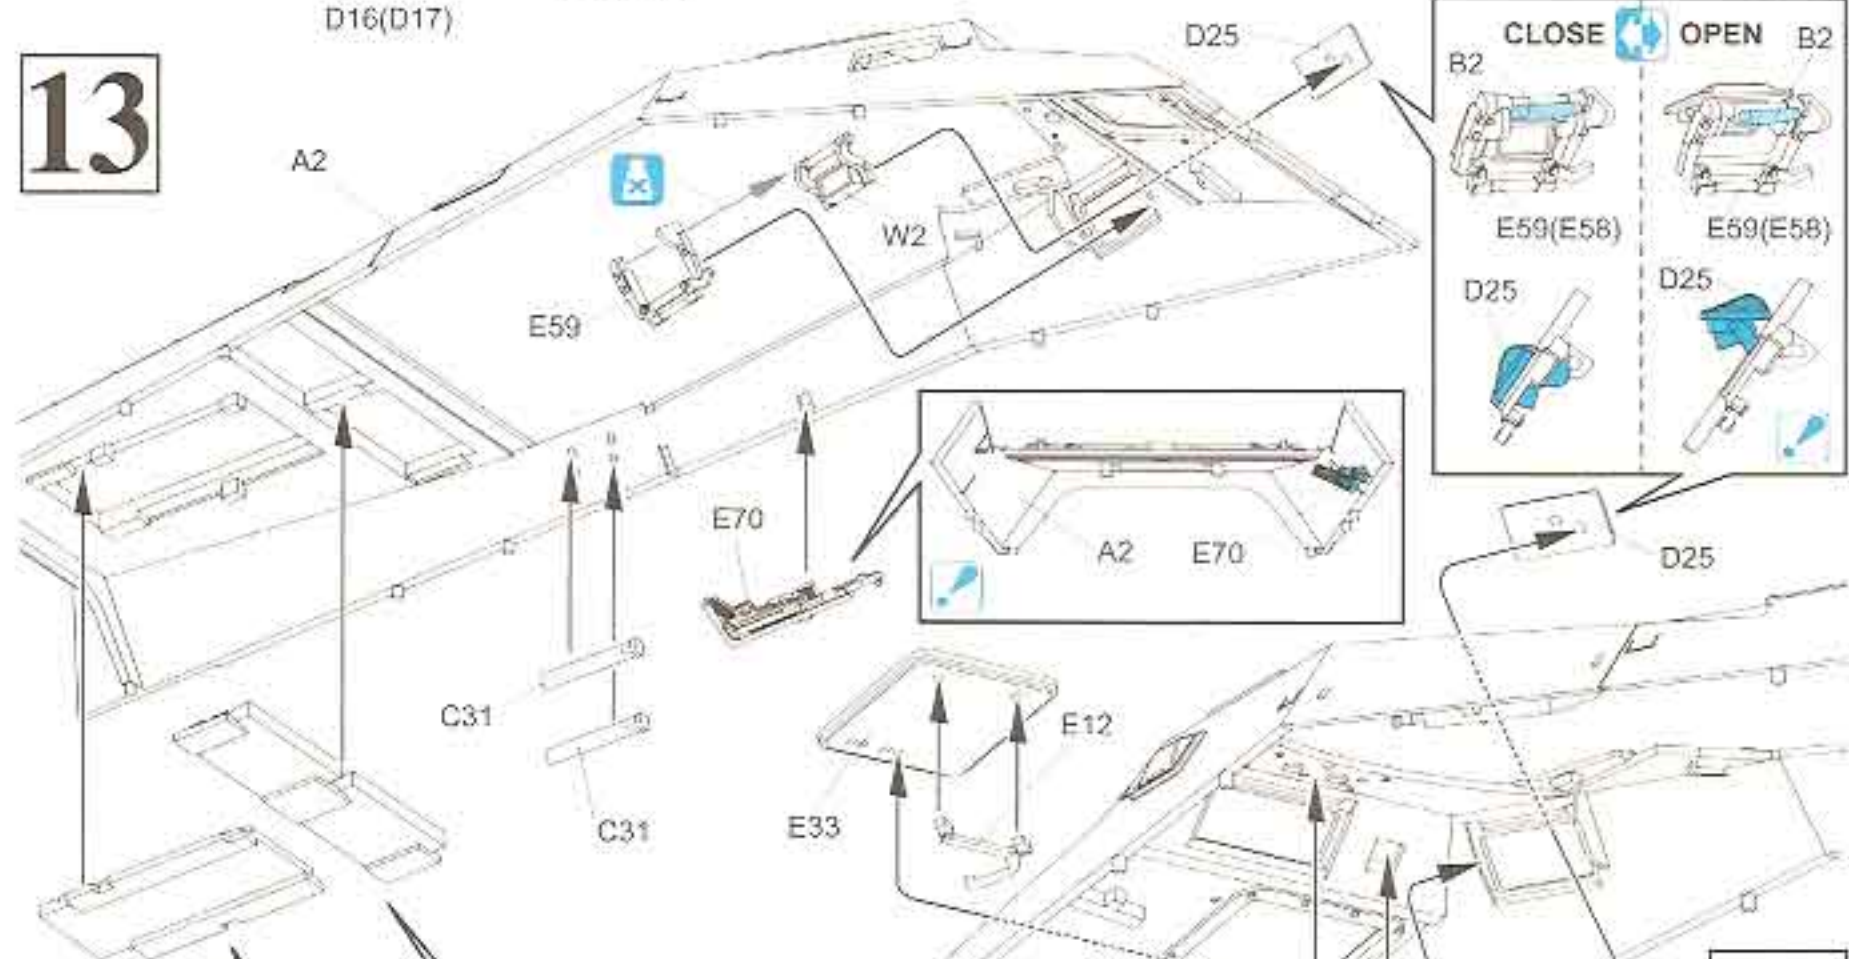 D16(D17)
13
A2
D25
W2
E59
CLOSE OPEN
B2
B2
E59(E58)
E59(E58)
D25
D25
E70
A2
E70
D25
C31
C31
E12
E33